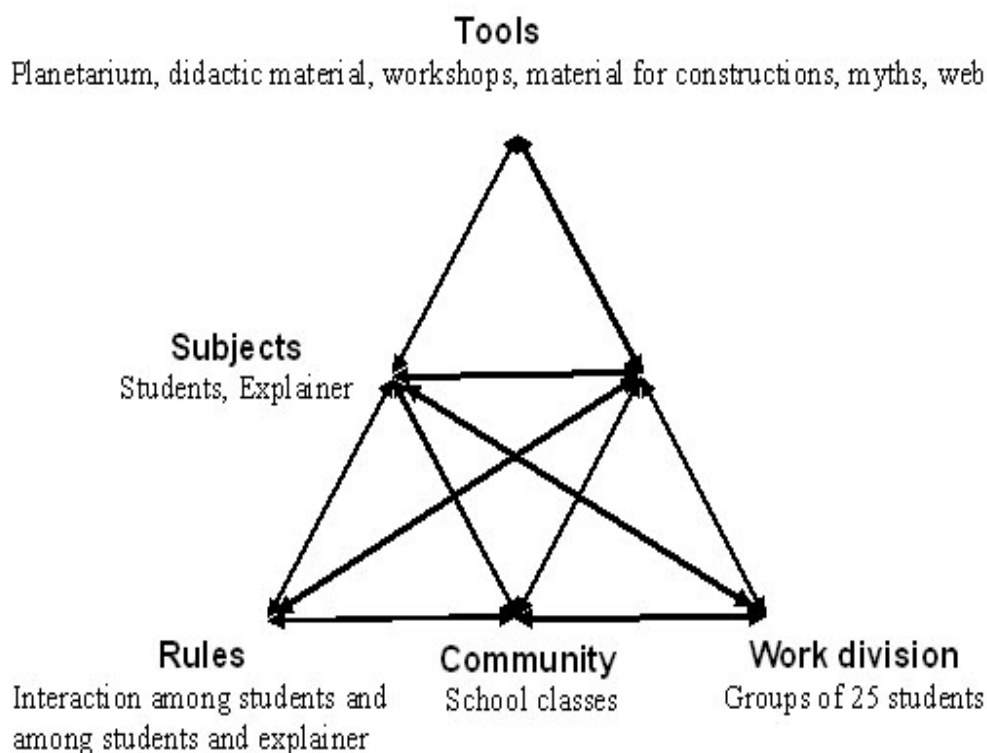 Tools
Planetarium, didactic material, workshops, material for constructions, myths, web
Subjects
Students, Explainer
Rules
Interaction among students and
among students and explainer
Community
School classes
Work division
Groups of 25 students